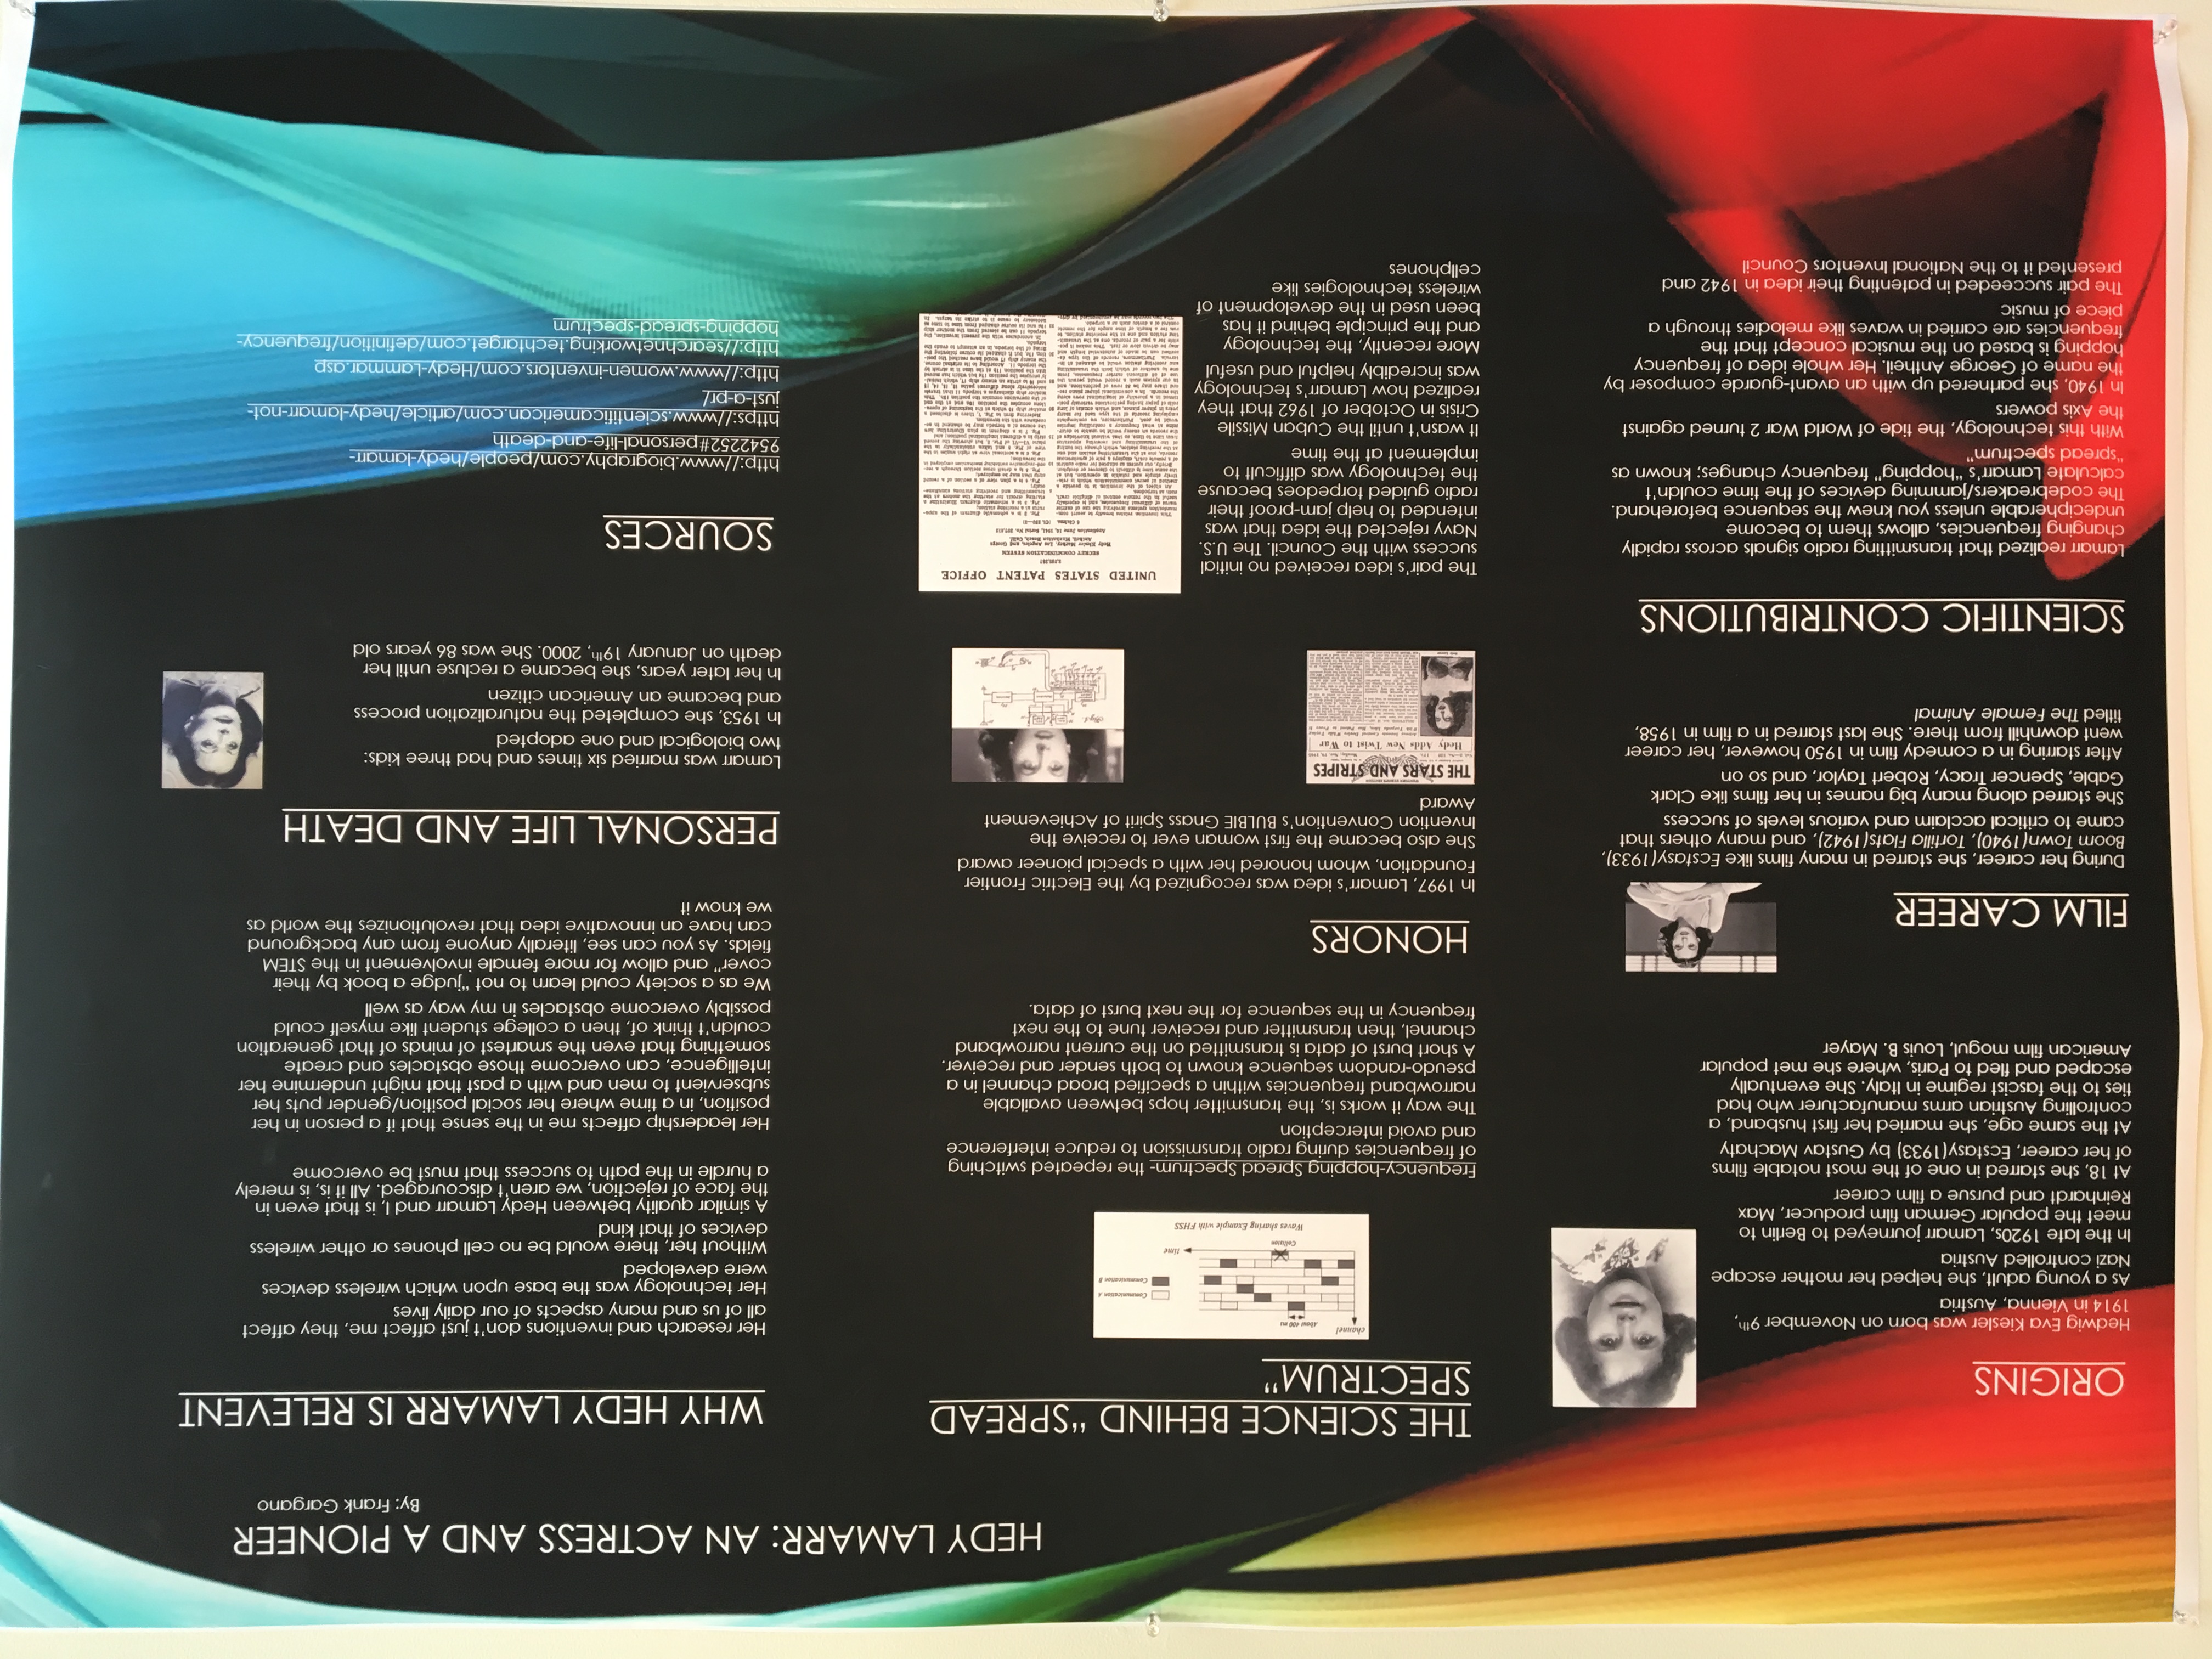 HEDY LAMARR: AN ACTRESS AND A PIONEER
By: Frank Gargano
ORIGINS
Hedwig Eva Kiesler was born on November 9th,
1914 in Vienna, Austria
As a young adult, she helped her mother escape
Nazi controlled Austria
In the late 1920s, Lamarr journeyed to Berlin to
meet the popular German film producer, Max
Reinhardt and pursue a film career
At 18, she starred in one of the most notable films
of her career, Ecstasy(1933) by Gustav Machaty
At the same age, she married her first husband, a
controlling Austrian arms manufacturer who had
ties to the fascist regime in Italy. She eventually
escaped and fled to Paris, where she met popular
American film mogul, Louis B. Mayer
FILM CAREER
During her career, she starred in many films like Ecstasy(1933),
Boom Town(1940), Tortilla Flats(1942), and many others that
came to critical acclaim and various levels of success
She starred along many big names in her films like Clark
Gable, Spencer Tracy, Robert Taylor, and so on
After starring in a comedy film in 1950 however, her career
went downhill from there. She last starred in a film in 1958,
titled The Female Animal
SCIENTIFIC CONTRIBUTIONS
Lamarr realized that transmitting radio signals across rapidly
changing frequencies, allows them to become
undecipherable unless you knew the sequence beforehand.
The codebreakers/jamming devices of the time couldn't
calculate Lamarr's "hopping" frequency changes; known as
"spread spectrum"
With this technology, the tide of World War 2 turned against
the Axis powers
In 1940, she partnered up with an avant-guarde composer by
the name of George Antheil. Her whole idea of frequency
hopping is based on the musical concept that the
frequencies are carried in waves like melodies through a
piece of music
The pair succeeded in patenting their idea in 1942 and
presented it to the National Inventors Council
THE SCIENCE BEHIND "SPREAD
SPECTRUM"
channel
About 400 ms
Communication A
Communication B
time
Collision
Waves sharing Example with FHSS
Frequency-hopping Spread Spectrum- the repeated switching
of frequencies during radio transmission to reduce interference
and avoid interception
The way it works is, the transmitter hops between available
narrowband frequencies within a specified broad channel in a
pseudo-random sequence known to both sender and receiver.
A short burst of data is transmitted on the current narrowband
channel, then transmitter and receiver tune to the next
frequency in the sequence for the next burst of data.
HONORS
In 1997, Lamarr's idea was recognized by the Electric Frontier
Foundation, whom honored her with a special pioneer award
She also became the first woman ever to receive the
Invention Convention's BULBIE Gnass Spirit of Achievement
Award
THE STARS AND STRIPES
Hedy Adds New Twist to War
The pair's idea received no initial
success with the Council. The U.S.
Navy rejected the idea that was
intended to help jam-proof their
radio guided torpedoes because
the technology was difficult to
implement at the time
It wasn't until the Cuban Missile
Crisis in October of 1962 that they
realized how Lamarr's technology
was incredibly helpful and useful
More recently, the technology
and the principle behind it has
been used in the development of
wireless technologies like
cellphones
UNITED STATES PATENT OFFICE
SECRET COMMUNICATION SYSTEM
Hedy Kiesler Markey, Los Angeles, and George
Antheil, Manhattan Beach, Calif.
Application June 10, 1941, Serial No. 397,412
WHY HEDY LAMARR IS RELEVENT
Her research and inventions don't just affect me, they affect
all of us and many aspects of our daily lives
Her technology was the base upon which wireless devices
were developed
Without her, there would be no cell phones or other wireless
devices of that kind
A similar quality between Hedy Lamarr and I, is that even in
the face of rejection, we aren't discouraged. All it is, is merely
a hurdle in the path to success that must be overcome
Her leadership affects me in the sense that if a person in her
position, in a time where her social position/gender puts her
subservient to men and with a past that might undermine her
intelligence, can overcome those obstacles and create
something that even the smartest of minds of that generation
couldn't think of, then a college student like myself could
possibly overcome obstacles in my way as well
We as a society could learn to not "judge a book by their
cover" and allow for more female involvement in the STEM
fields. As you can see, literally anyone from any background
can have an innovative idea that revolutionizes the world as
we know it
PERSONAL LIFE AND DEATH
Lamarr was married six times and had three kids:
two biological and one adopted
In 1953, she completed the naturalization process
and became an American citizen
In her later years, she became a recluse until her
death on January 19th, 2000. She was 86 years old
SOURCES
http://www.biography.com/people/hedy-lamarr-
9542252#personal-life-and-death
https://www.scientificamerican.com/article/hedy-lamarr-not-
just-a-pr/
http://www.women-inventors.com/Hedy-Lammar.asp
http://searchnetworking.techtarget.com/definition/frequency-
hopping-spread-spectrum